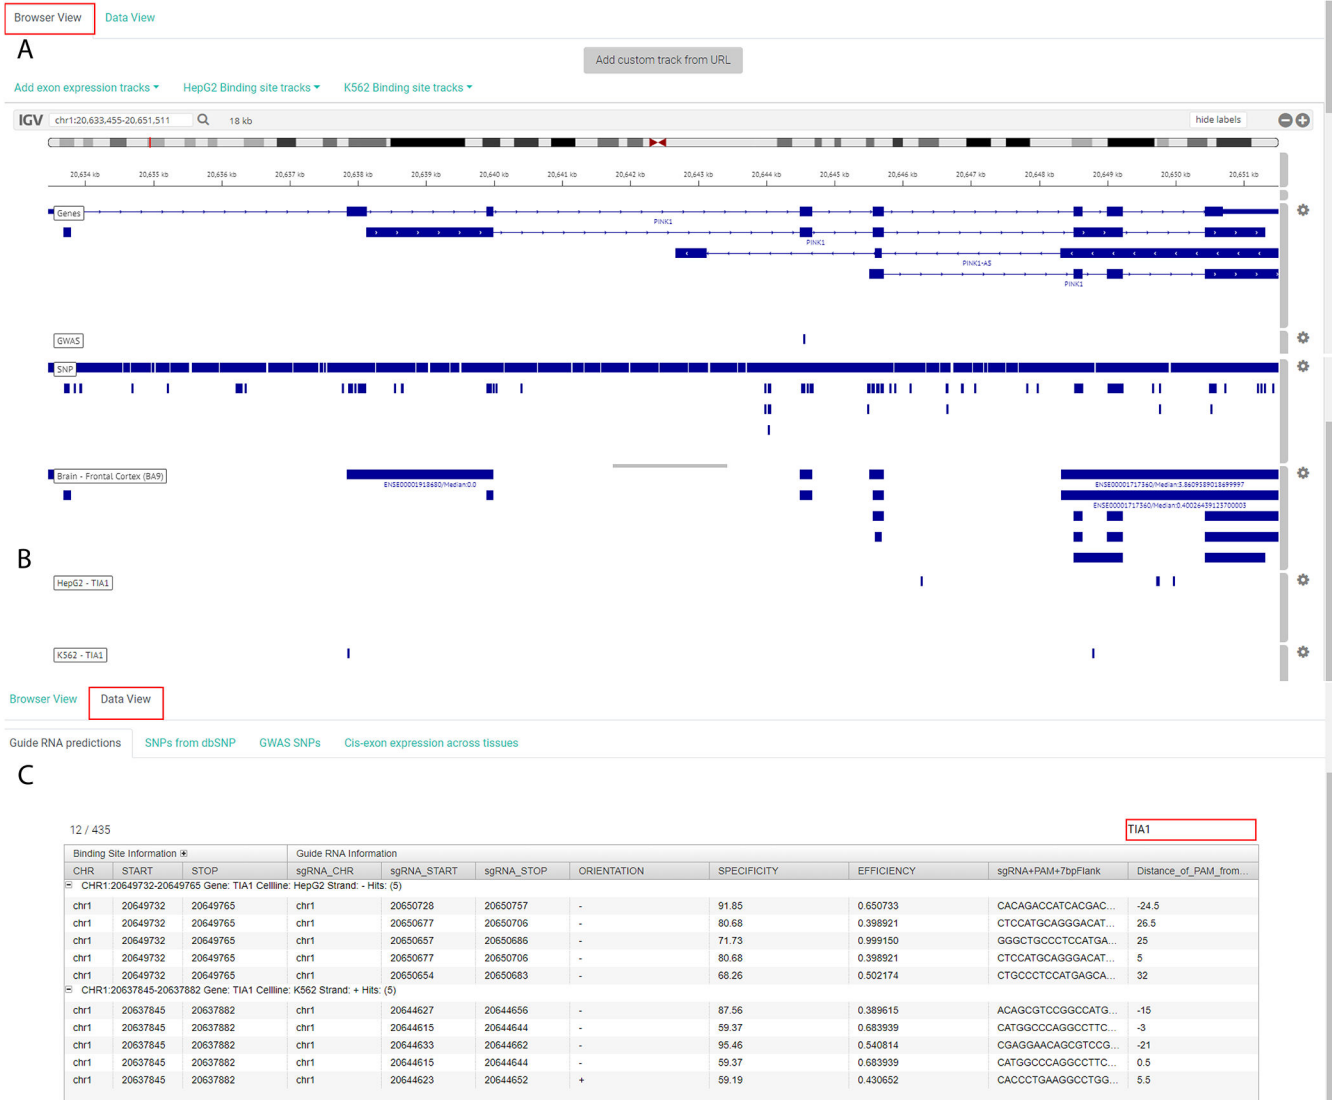 Browser View Data View
A
Add custom track from URL
Add exon expression tracks HepG2 Binding site tracks K562 Binding site tracks
IGV chr1:20,633,455-20,651,511 18 kb hide labels
20,634 kb 20,635 kb 20,636 kb 20,637 kb 20,638 kb 20,639 kb 20,640 kb 20,641 kb 20,642 kb 20,643 kb 20,644 kb 20,645 kb 20,646 kb 20,647 kb 20,648 kb 20,649 kb 20,650 kb 20,651 kb
Genes
PINK1
PINK1
PINK1-AS
PINK1
GWAS
SNP
Brain - Frontal Cortex (BA9)
ENSE00001918680/Median:0.0 ENSE00001717360/Median:3.8609389018699997
ENSE00001717360/Median:0.40026439123700003
B
HepG2 - TIA1
K562 - TIA1
Browser View Data View
Guide RNA predictions SNPs from dbSNP GWAS SNPs Cis-exon expression across tissues
C
12 / 435 TIA1
Binding Site Information Guide RNA Information
CHR START STOP sgRNA_CHR sgRNA_START sgRNA_STOP ORIENTATION SPECIFICITY EFFICIENCY sgRNA+PAM+7bpFlank Distance_of_PAM_from...
CHR1:20649732-20649765 Gene: TIA1 Cellline: HepG2 Strand: - Hits: (5)
chr1 20649732 20649765 chr1 20650728 20650757 - 91.85 0.650733 CACAGACCATCACGAC... -24.5
chr1 20649732 20649765 chr1 20650677 20650706 - 80.68 0.398921 CTCCATGCAGGGACAT... 26.5
chr1 20649732 20649765 chr1 20650657 20650686 - 71.73 0.999150 GGGCTGCCCTCCATGA... 25
chr1 20649732 20649765 chr1 20650677 20650706 - 80.68 0.398921 CTCCATGCAGGGACAT... 5
chr1 20649732 20649765 chr1 20650654 20650683 - 68.26 0.502174 CTGCCCTCCATGAGCA... 32
CHR1:20637845-20637882 Gene: TIA1 Cellline: K562 Strand: + Hits: (5)
chr1 20637845 20637882 chr1 20644627 20644656 - 87.56 0.389615 ACAGCGTCCGGCCATG... -15
chr1 20637845 20637882 chr1 20644615 20644644 - 59.37 0.683939 CATGGCCCAGGCCTTC... -3
chr1 20637845 20637882 chr1 20644633 20644662 - 95.46 0.540814 CGAGGAACAGCGTCCG... -21
chr1 20637845 20637882 chr1 20644615 20644644 - 59.37 0.683939 CATGGCCCAGGCCTTC... 0.5
chr1 20637845 20637882 chr1 20644623 20644652 + 59.19 0.430652 CACCCTGAAGGCCTGG... 5.5